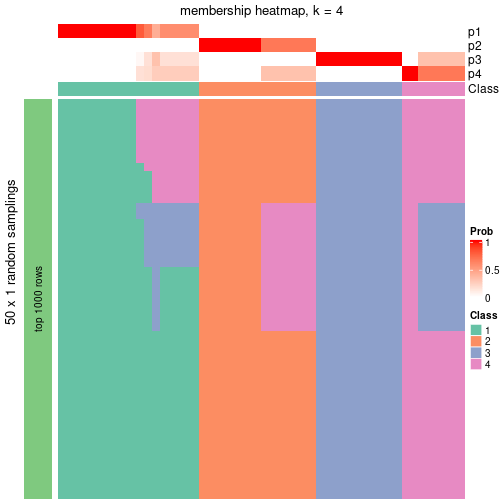 membership heatmap, k = 4
p1
p2
p3
p4
Class
50 x 1 random samplings
top 1000 rows
Prob
1
0.5
0
Class
1
2
3
4